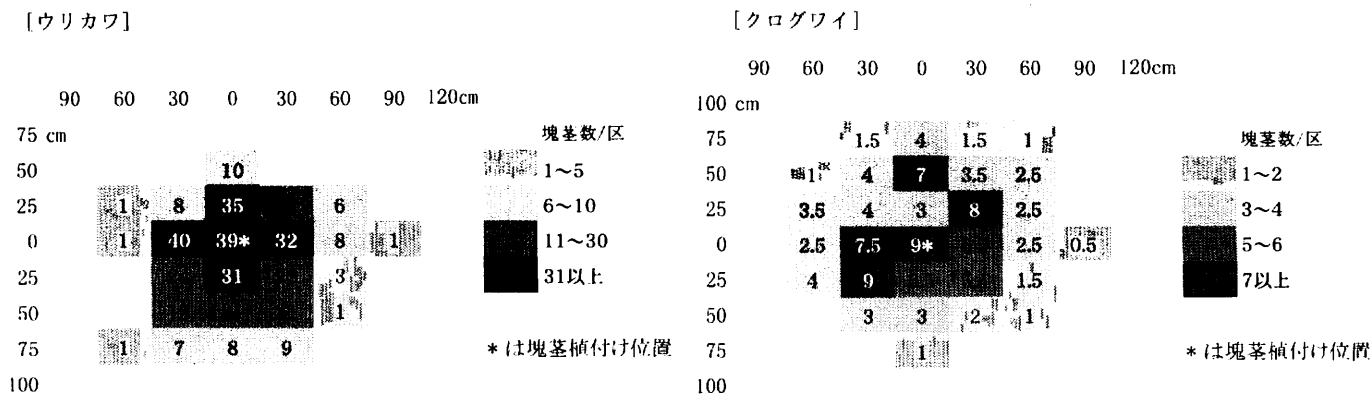 [ウリカワ]
90 60 30 0 30 60 90 120cm
75 cm
50 10
25 1 8 35 6
0 1 40 39* 32 8 1
25 31 3
50 1
75 1 7 8 9
100
塊茎数/区
1～5
6～10
11～30
31以上
*は塊茎植付け位置
[クログワイ]
90 60 30 0 30 60 90 120cm
100 cm
75 1.5 4 1.5 1
50 1 4 7 3.5 2.5
25 3.5 4 3 8 2.5
0 2.5 7.5 9* 2.5 0.5
25 4 9 1.5
50 3 3 2 1
75 1
100
塊茎数/区
1～2
3～4
5～6
7以上
*は塊茎植付け位置